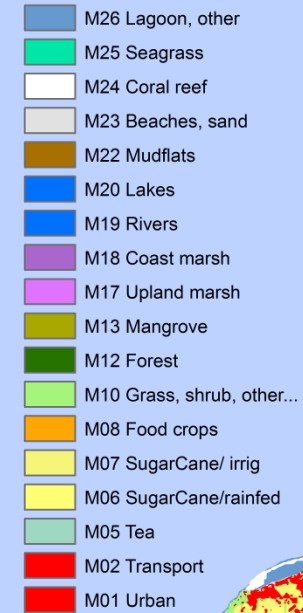 M26 Lagoon, other
M25 Seagrass
M24 Coral reef
M23 Beaches, sand
M22 Mudflats
M20 Lakes
M19 Rivers
M18 Coast marsh
M17 Upland marsh
M13 Mangrove
M12 Forest
M10 Grass, shrub, other...
M08 Food crops
M07 SugarCane/ irrig
M06 SugarCane/rainfed
M05 Tea
M02 Transport
M01 Urban